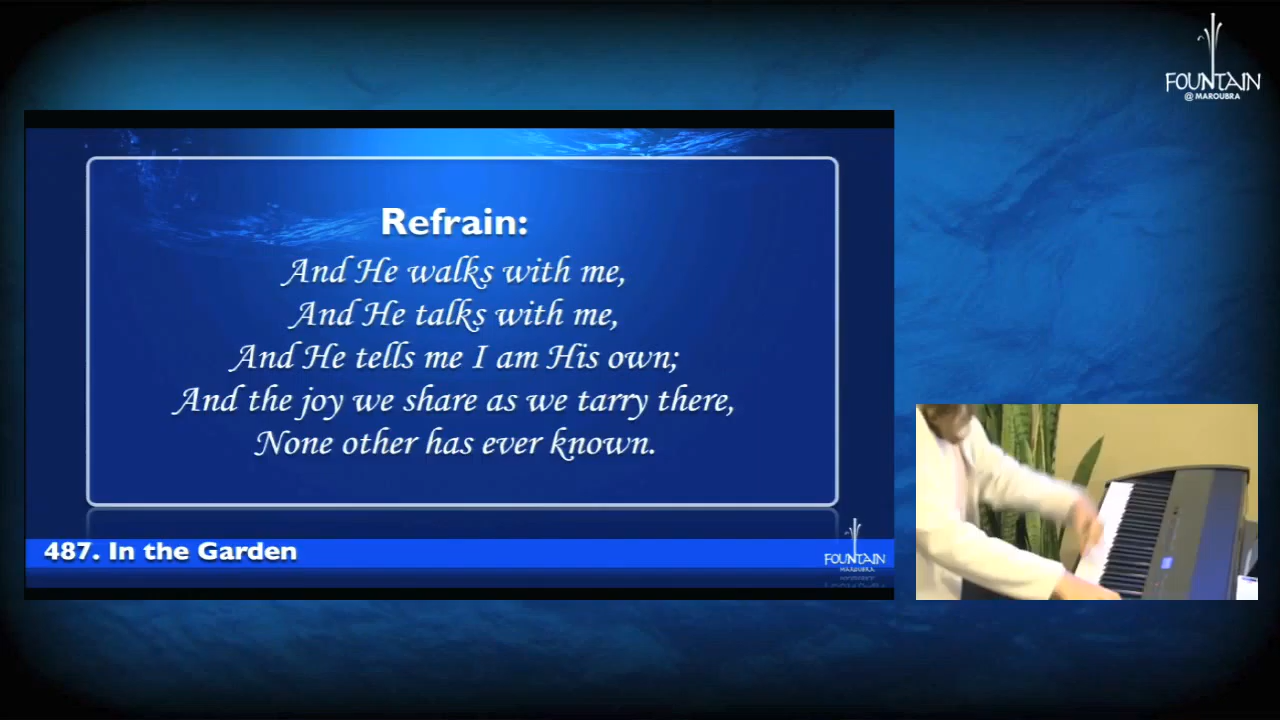 FOUNTAIN
@ MAROUBRA
Refrain:
And He walks with me,
And He talks with me,
And He tells me I am His own;
And the joy we share as we tarry there,
None other has ever known.
487. In the Garden
FOUNTAIN
MAROUBRA